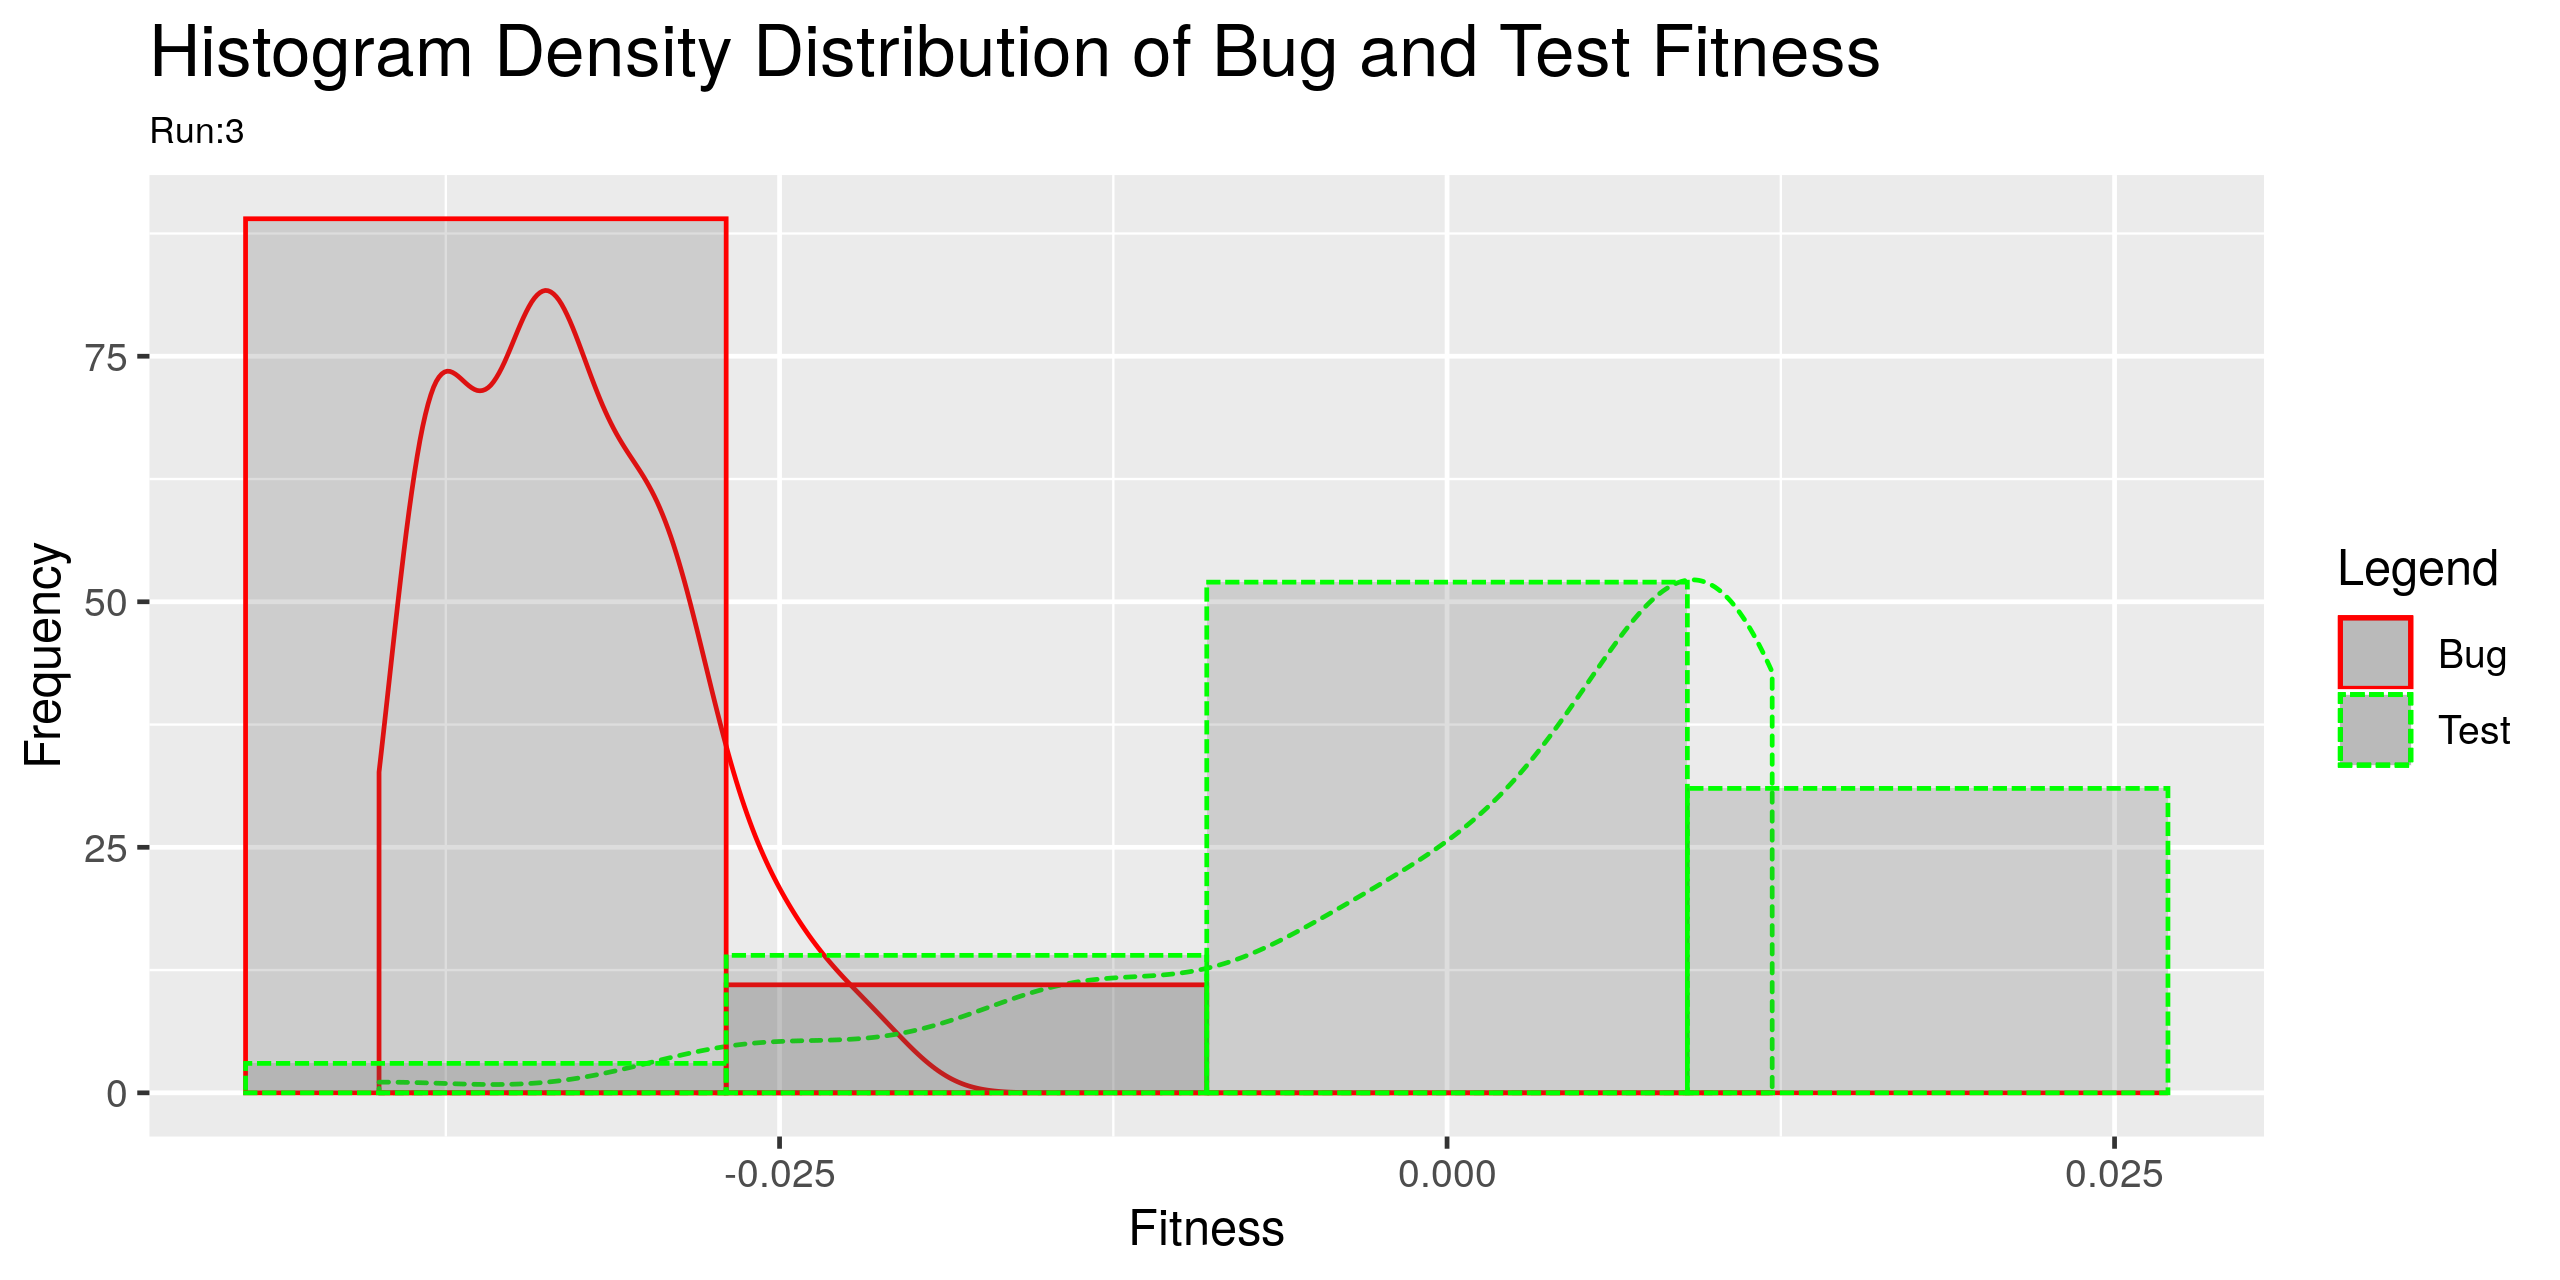 Histogram Density Distribution of Bug and Test Fitness
Run:3
Frequency
75
50
25
0
-0.025
0.000
0.025
Fitness
Legend
Bug
Test